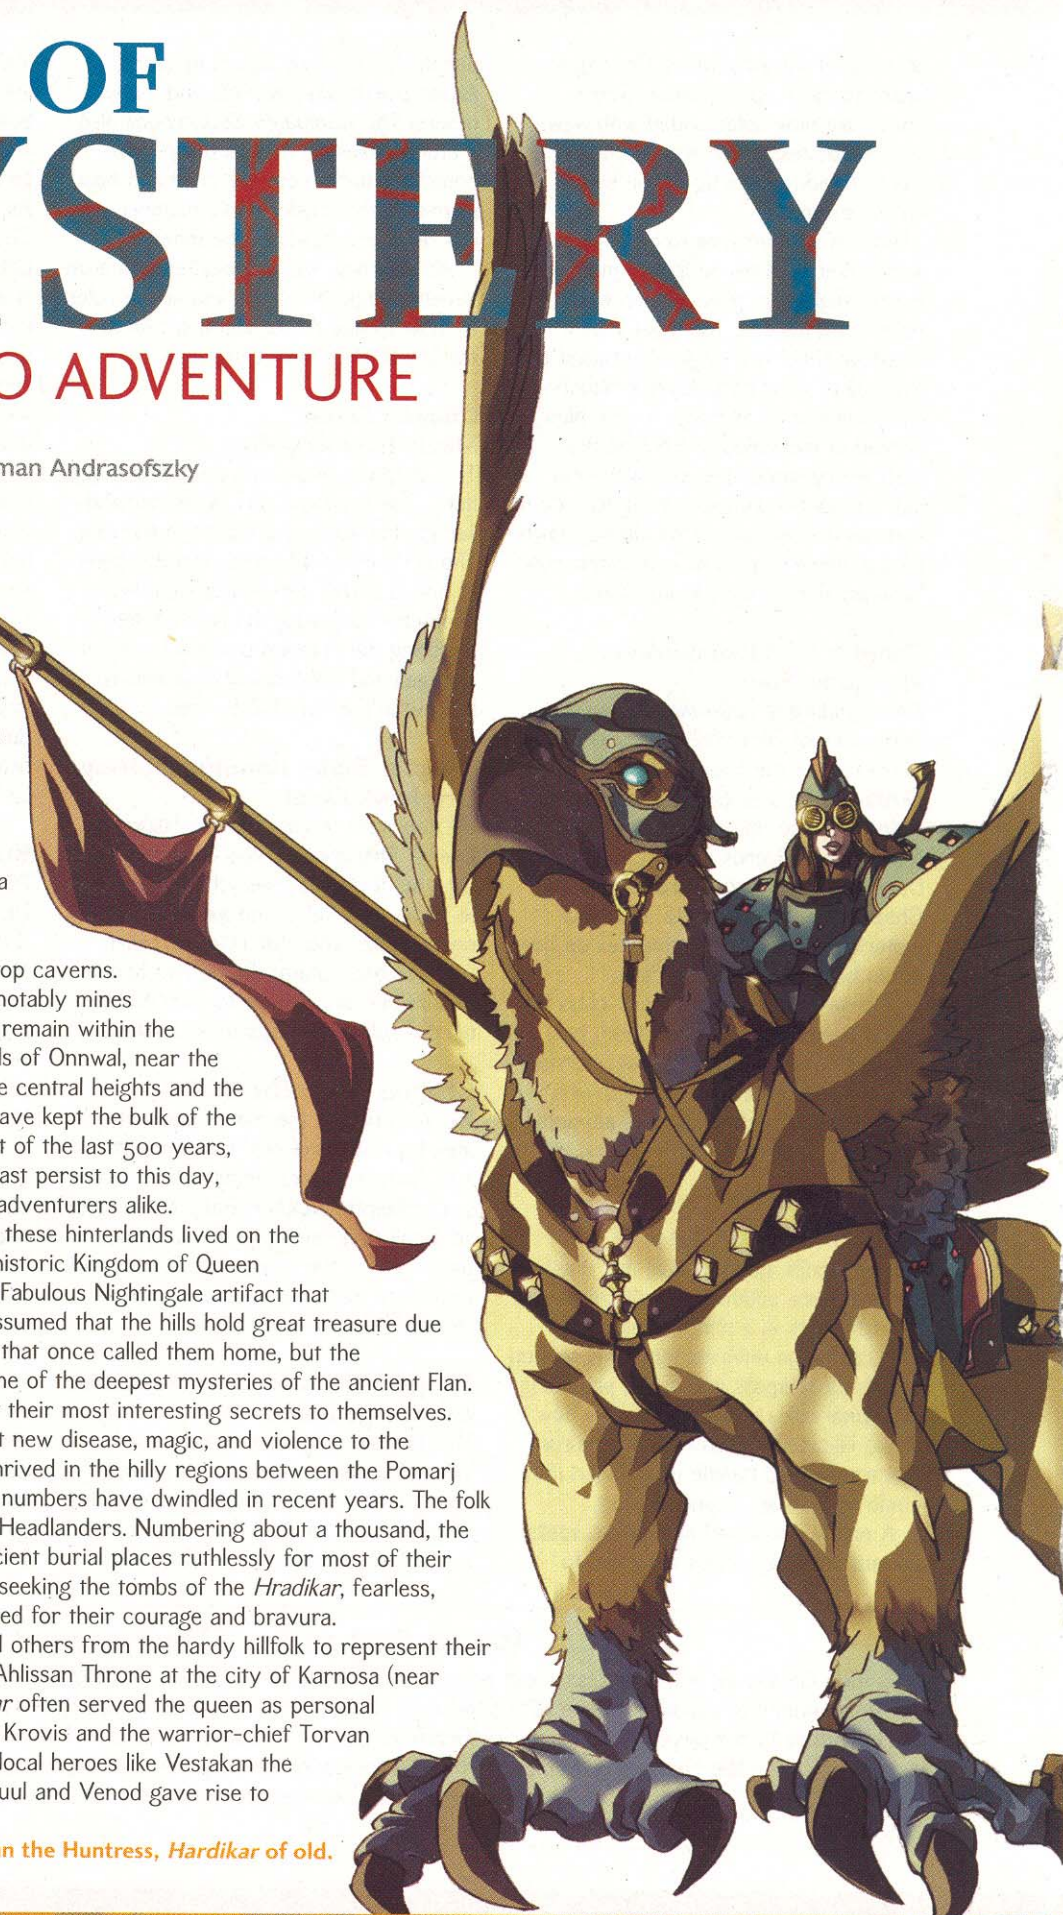 OF
YSTERY
O ADVENTURE
man Andrasofszky
a
op caverns.
notably mines
remain within the
ls of Onnwal, near the
e central heights and the
ave kept the bulk of the
t of the last 500 years,
ast persist to this day,
adventurers alike.
these hinterlands lived on the
historic Kingdom of Queen
Fabulous Nightingale artifact that
ssumed that the hills hold great treasure due
that once called them home, but the
ne of the deepest mysteries of the ancient Flan.
their most interesting secrets to themselves.
t new disease, magic, and violence to the
hrived in the hilly regions between the Pomarj
numbers have dwindled in recent years. The folk
Headlanders. Numbering about a thousand, the
cient burial places ruthlessly for most of their
seeking the tombs of the Hradikar, fearless,
ed for their courage and bravura.
l others from the hardy hillfolk to represent their
Ahlissan Throne at the city of Karnosa (near
ar often served the queen as personal
Krovis and the warrior-chief Torvan
local heroes like Vestakan the
uul and Venod gave rise to
n the Huntress, Hardikar of old.